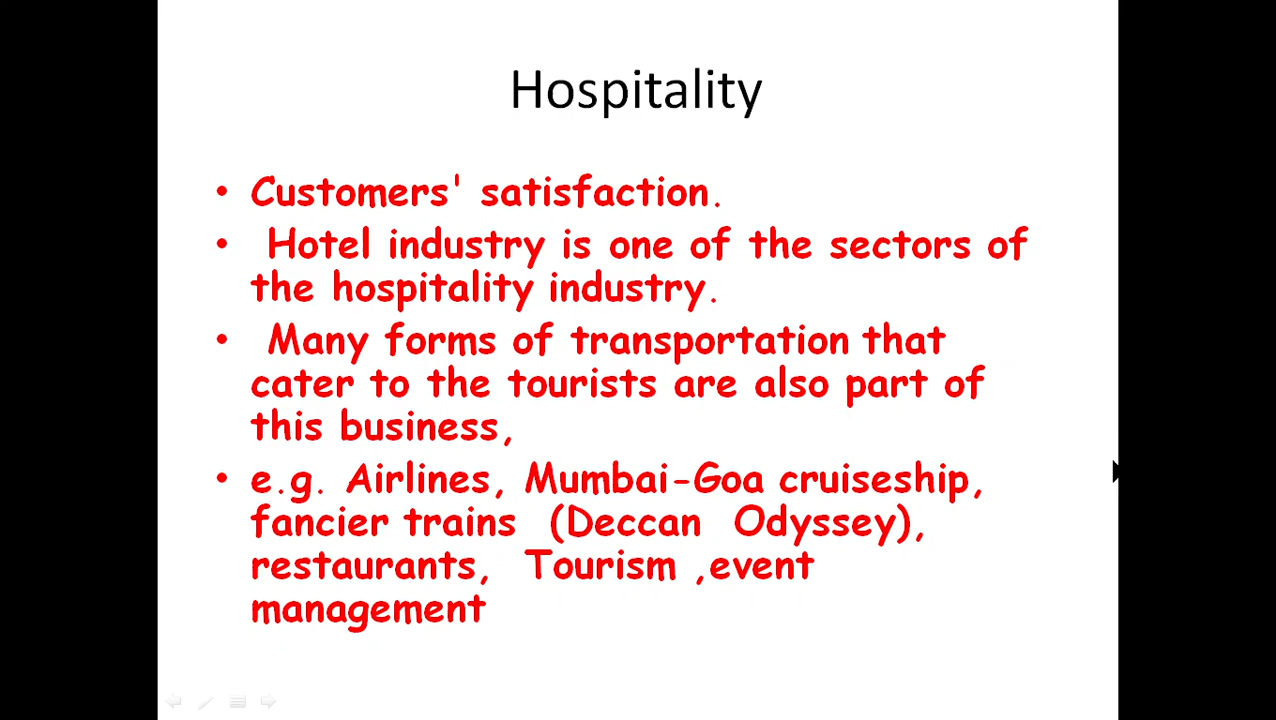 Hospitality
• Customers' satisfaction.
• Hotel industry is one of the sectors of
the hospitality industry.
• Many forms of transportation that
cater to the tourists are also part of
this business,
• e.g. Airlines, Mumbai-Goa cruiseship,
fancier trains (Deccan Odyssey),
restaurants, Tourism ,event
management